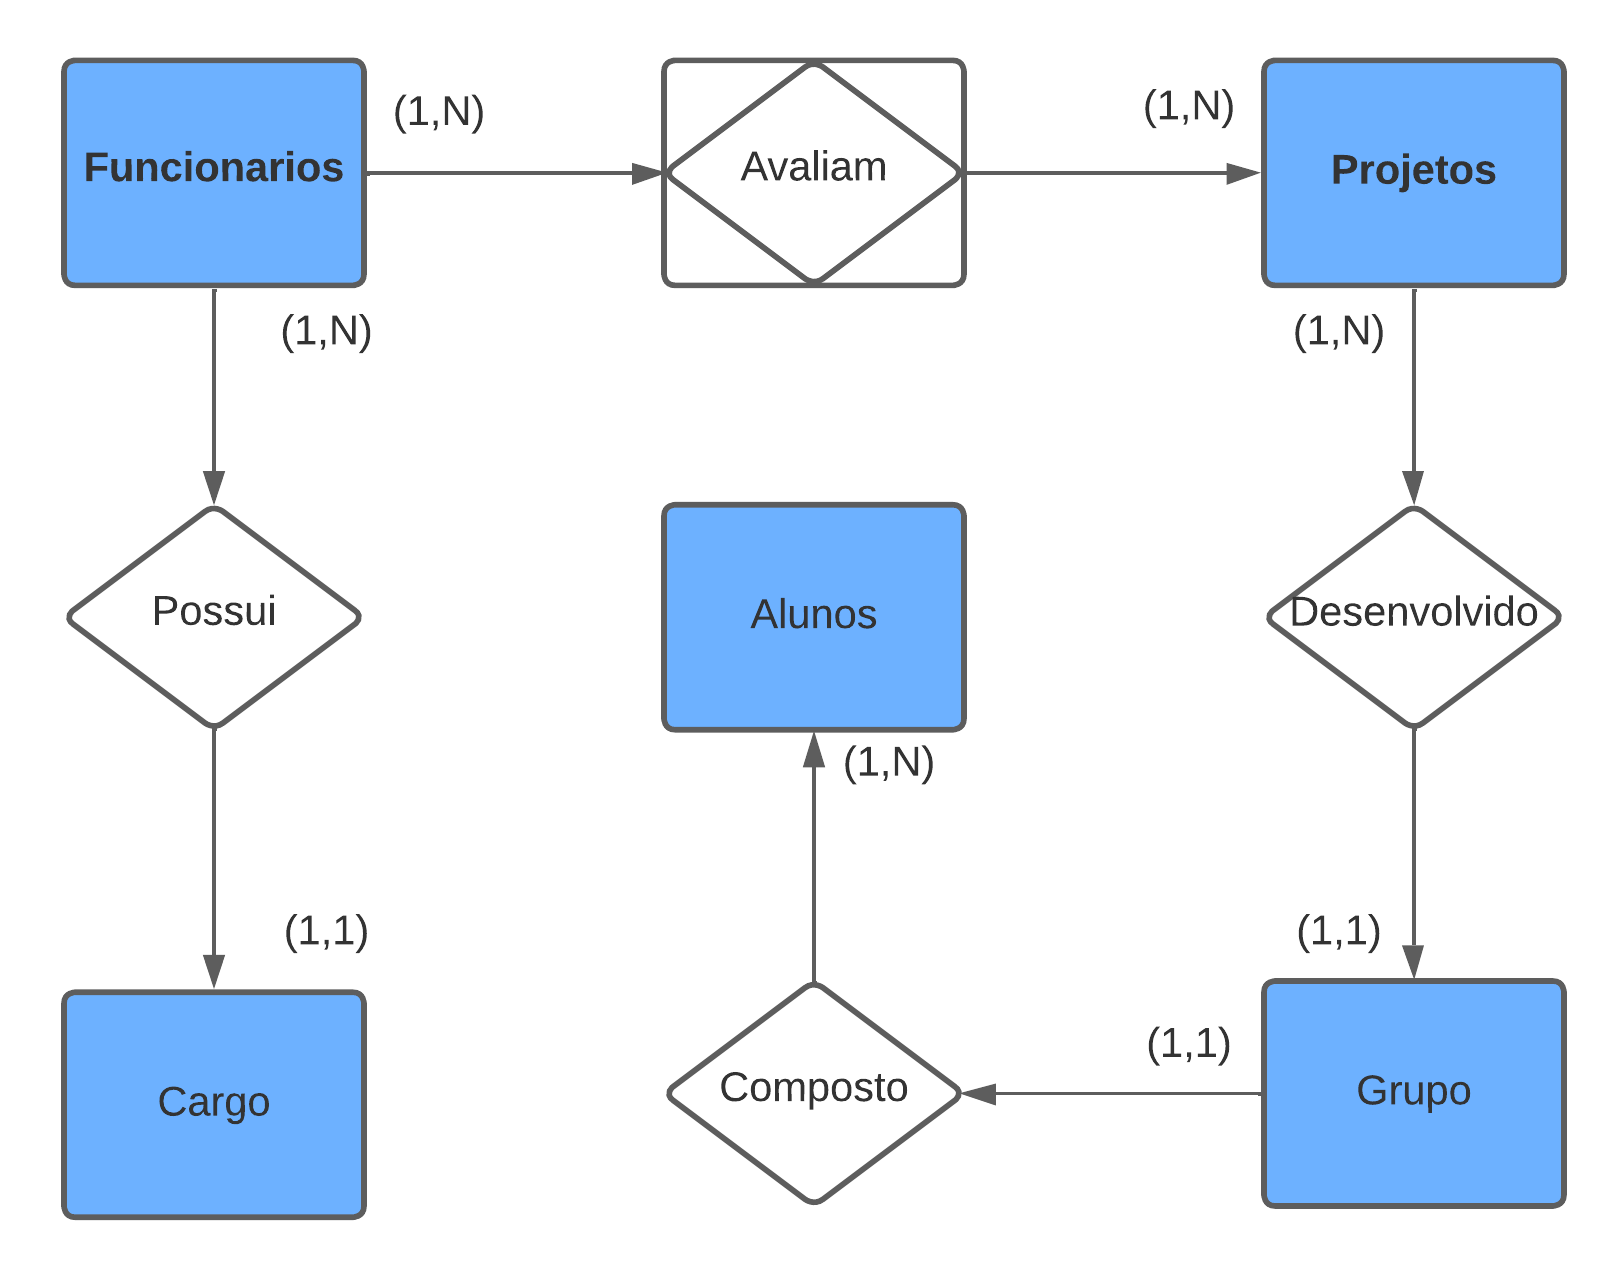 Funcionarios
(1,N)
Avaliam
(1,N)
Projetos
(1,N)
(1,N)
Possui
Alunos
Desenvolvido
(1,N)
(1,1)
(1,1)
Cargo
Composto
(1,1)
Grupo